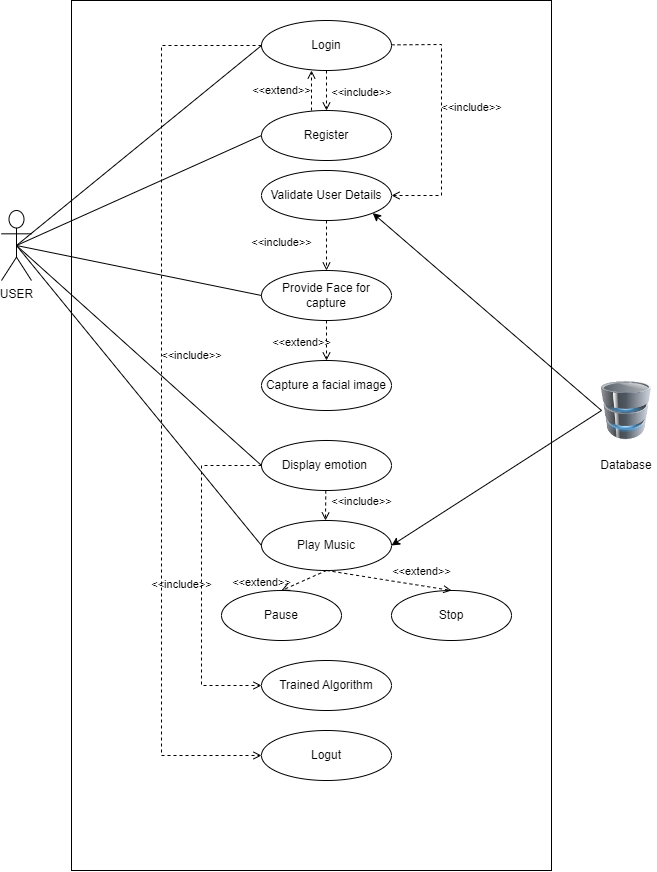 Login
<<extend>>
<<include>>
<<include>>
Register
Validate User Details
<<include>>
USER
Provide Face for
capture
<<extend>>
<<include>>
Capture a facial image
Database
Display emotion
<<include>>
Play Music
<<extend>>
<<extend>>
<<include>>
Pause
Stop
Trained Algorithm
Logut